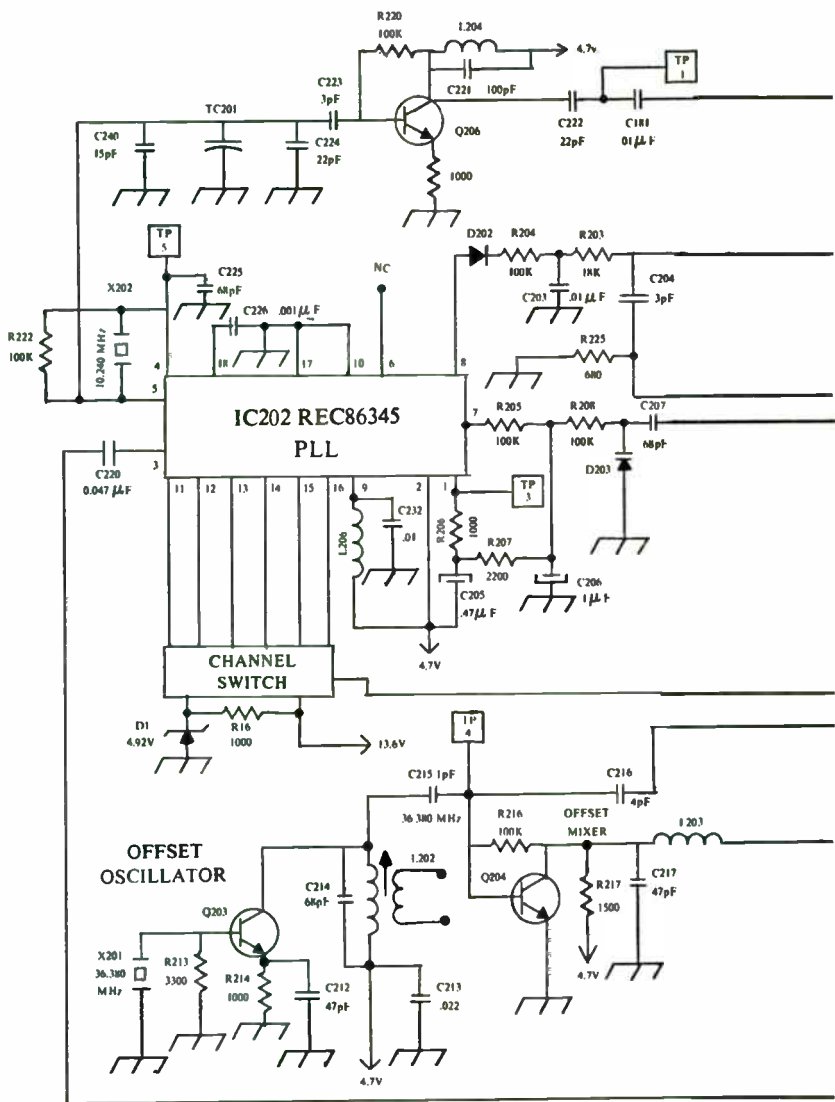 R220
100K
L204
4.7v
C221
100pF
TP
1
C223
3pF
TC201
C240
15pF
C224
22pF
Q206
1000
C222
22pF
C181
.01µF
TP
5
C225
68pF
X202
R222
100K
10.240 MHz
C226
.001µF
NC
D202
R204
100K
R203
18K
C203
.01µF
C204
3pF
R225
680
4
18
17
10
6
8
5
3
7
IC202 REC86345
PLL
C220
0.047µF
R205
100K
R208
100K
C207
68pF
D203
11
12
13
14
15
16
9
2
1
TP
3
L206
C232
.01
R206
1000
R207
2200
C205
.47µF
C206
1µF
4.7V
CHANNEL
SWITCH
D1
4.92V
R16
1000
13.6V
TP
4
C215 1pF
36.380 MHz
C216
4pF
R216
100K
OFFSET
MIXER
L203
OFFSET
OSCILLATOR
C214
68pF
L202
Q204
R217
1500
C217
47pF
Q203
X201
36.380
MHz
R213
3300
R214
1000
C212
47pF
C213
.022
4.7V
4.7V